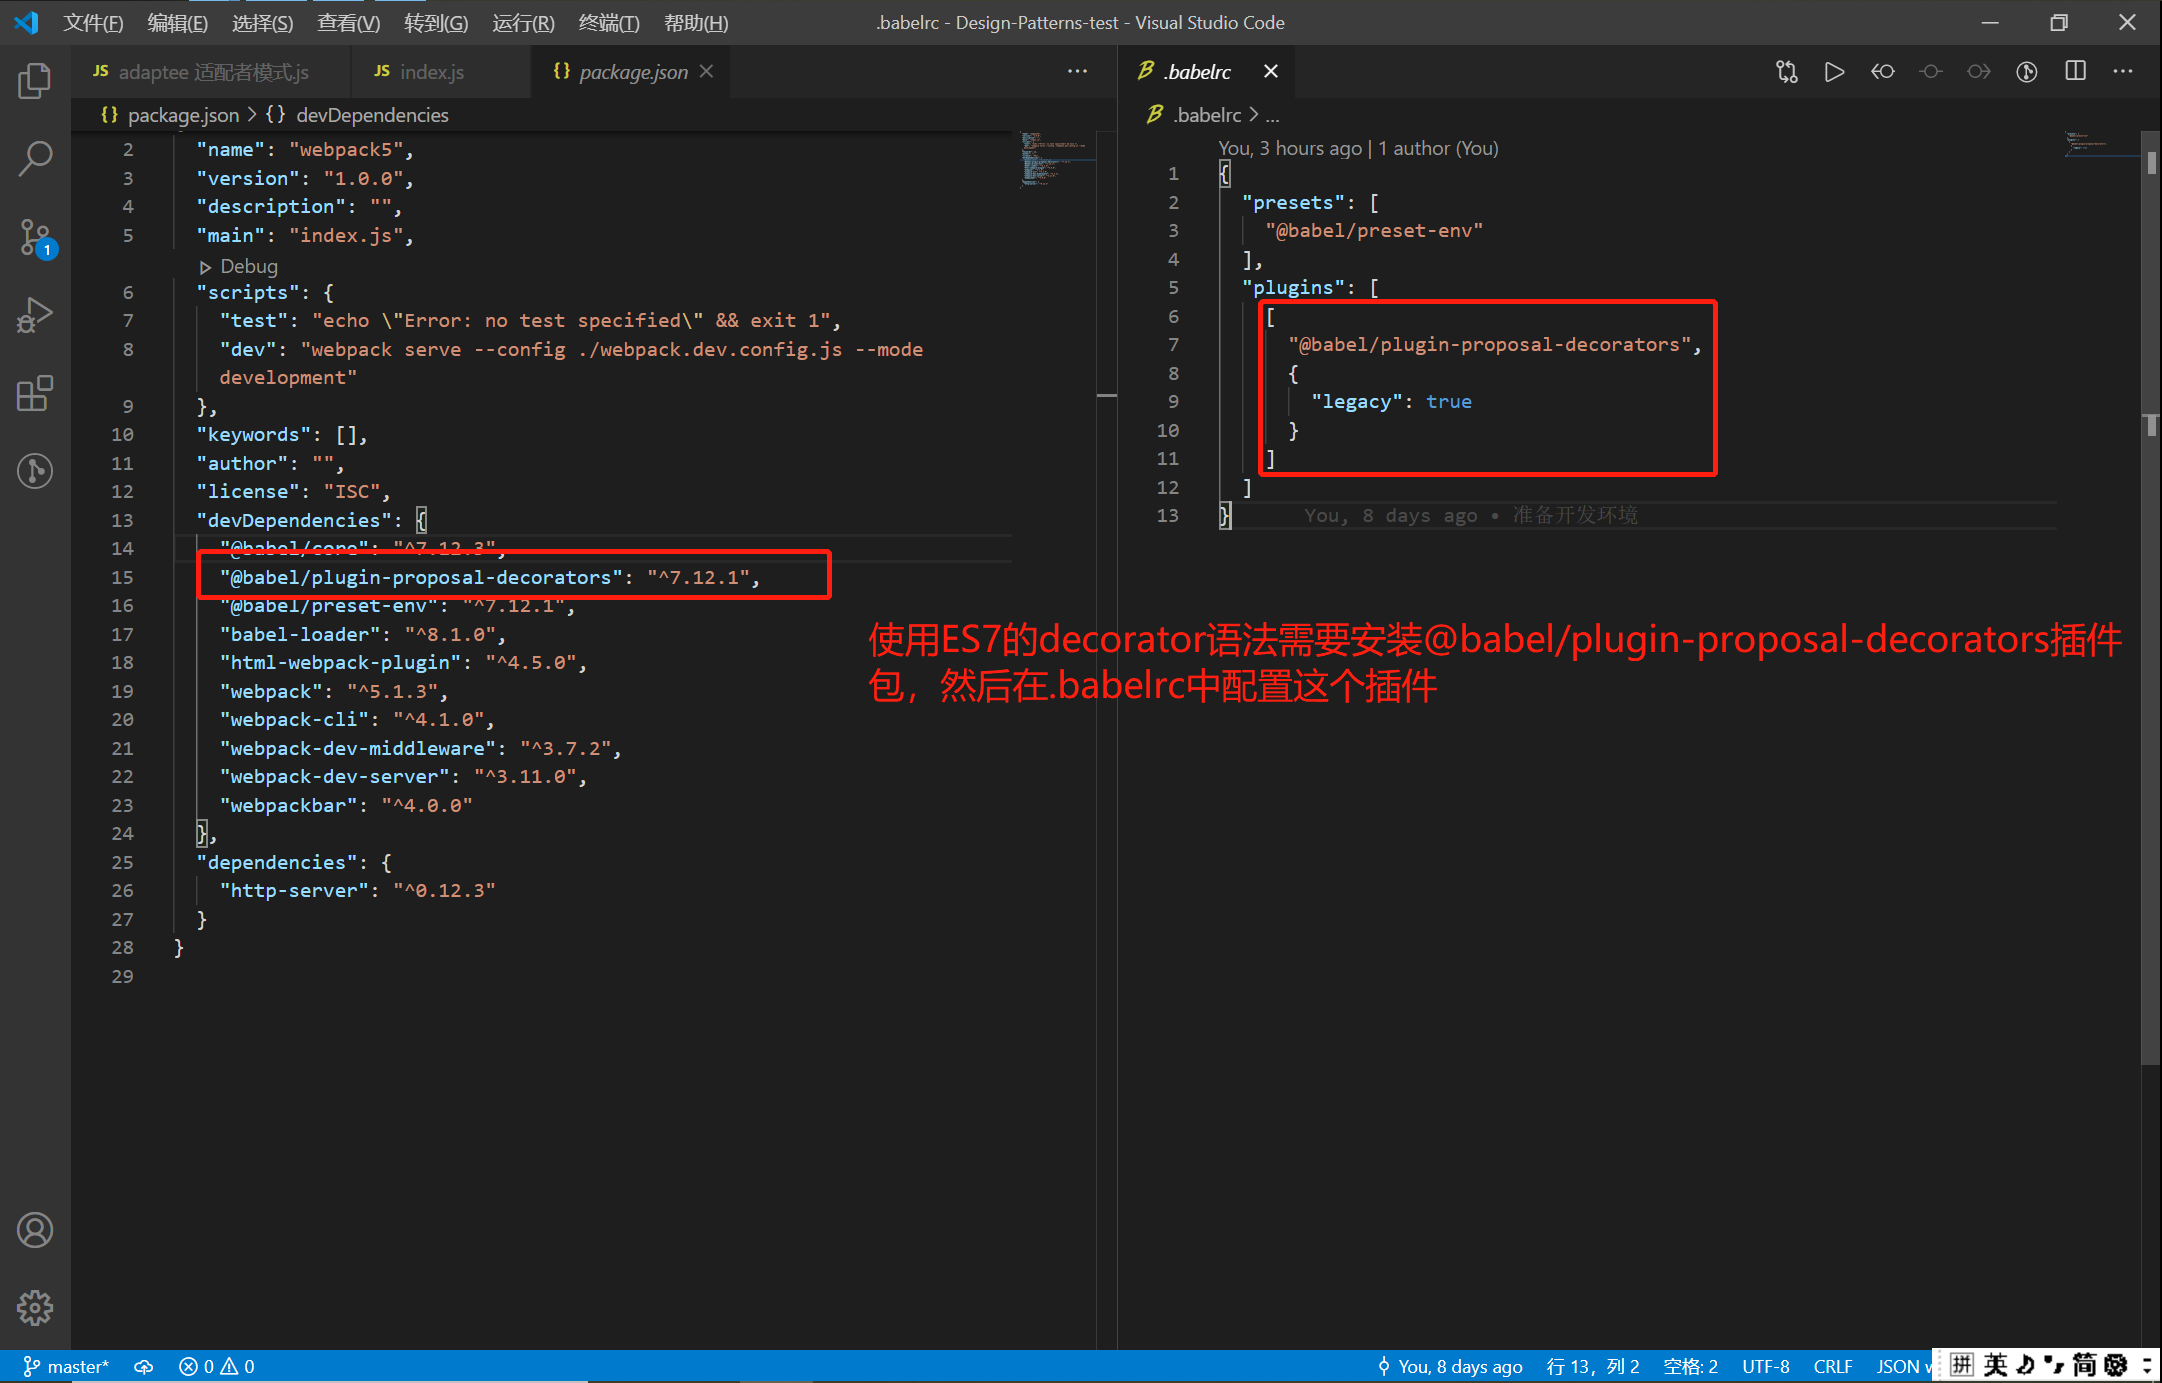 文件(F) 编辑(E) 选择(S) 查看(V) 转到(G) 运行(R) 终端(T) 帮助(H) .babelrc - Design-Patterns-test - Visual Studio Code
JS adaptee 适配者模式.js JS index.js {} package.json
{} package.json > {} devDependencies
2 "name": "webpack5",
3 "version": "1.0.0",
4 "description": "",
5 "main": "index.js",
Debug
6 "scripts": {
7 "test": "echo \"Error: no test specified\" && exit 1",
8 "dev": "webpack serve --config ./webpack.dev.config.js --mode
development"
9 },
10 "keywords": [],
11 "author": "",
12 "license": "ISC",
13 "devDependencies": {
14 "@babel/core": "^7.12.3",
15 "@babel/plugin-proposal-decorators": "^7.12.1",
16 "@babel/preset-env": "^7.12.1",
17 "babel-loader": "^8.1.0",
18 "html-webpack-plugin": "^4.5.0",
19 "webpack": "^5.1.3",
20 "webpack-cli": "^4.1.0",
21 "webpack-dev-middleware": "^3.7.2",
22 "webpack-dev-server": "^3.11.0",
23 "webpackbar": "^4.0.0"
24 },
25 "dependencies": {
26 "http-server": "^0.12.3"
27 }
28 }
29
.babelrc
.babelrc > ...
You, 3 hours ago | 1 author (You)
1 {
2 "presets": [
3 "@babel/preset-env"
4 ],
5 "plugins": [
6 [
7 "@babel/plugin-proposal-decorators",
8 {
9 "legacy": true
10 }
11 ]
12 ]
13 } You, 8 days ago • 准备开发环境
使用ES7的decorator语法需要安装@babel/plugin-proposal-decorators插件
包，然后在.babelrc中配置这个插件
1
master* 0 0 You, 8 days ago 行 13，列 2 空格: 2 UTF-8 CRLF JSON w 拼 英 简